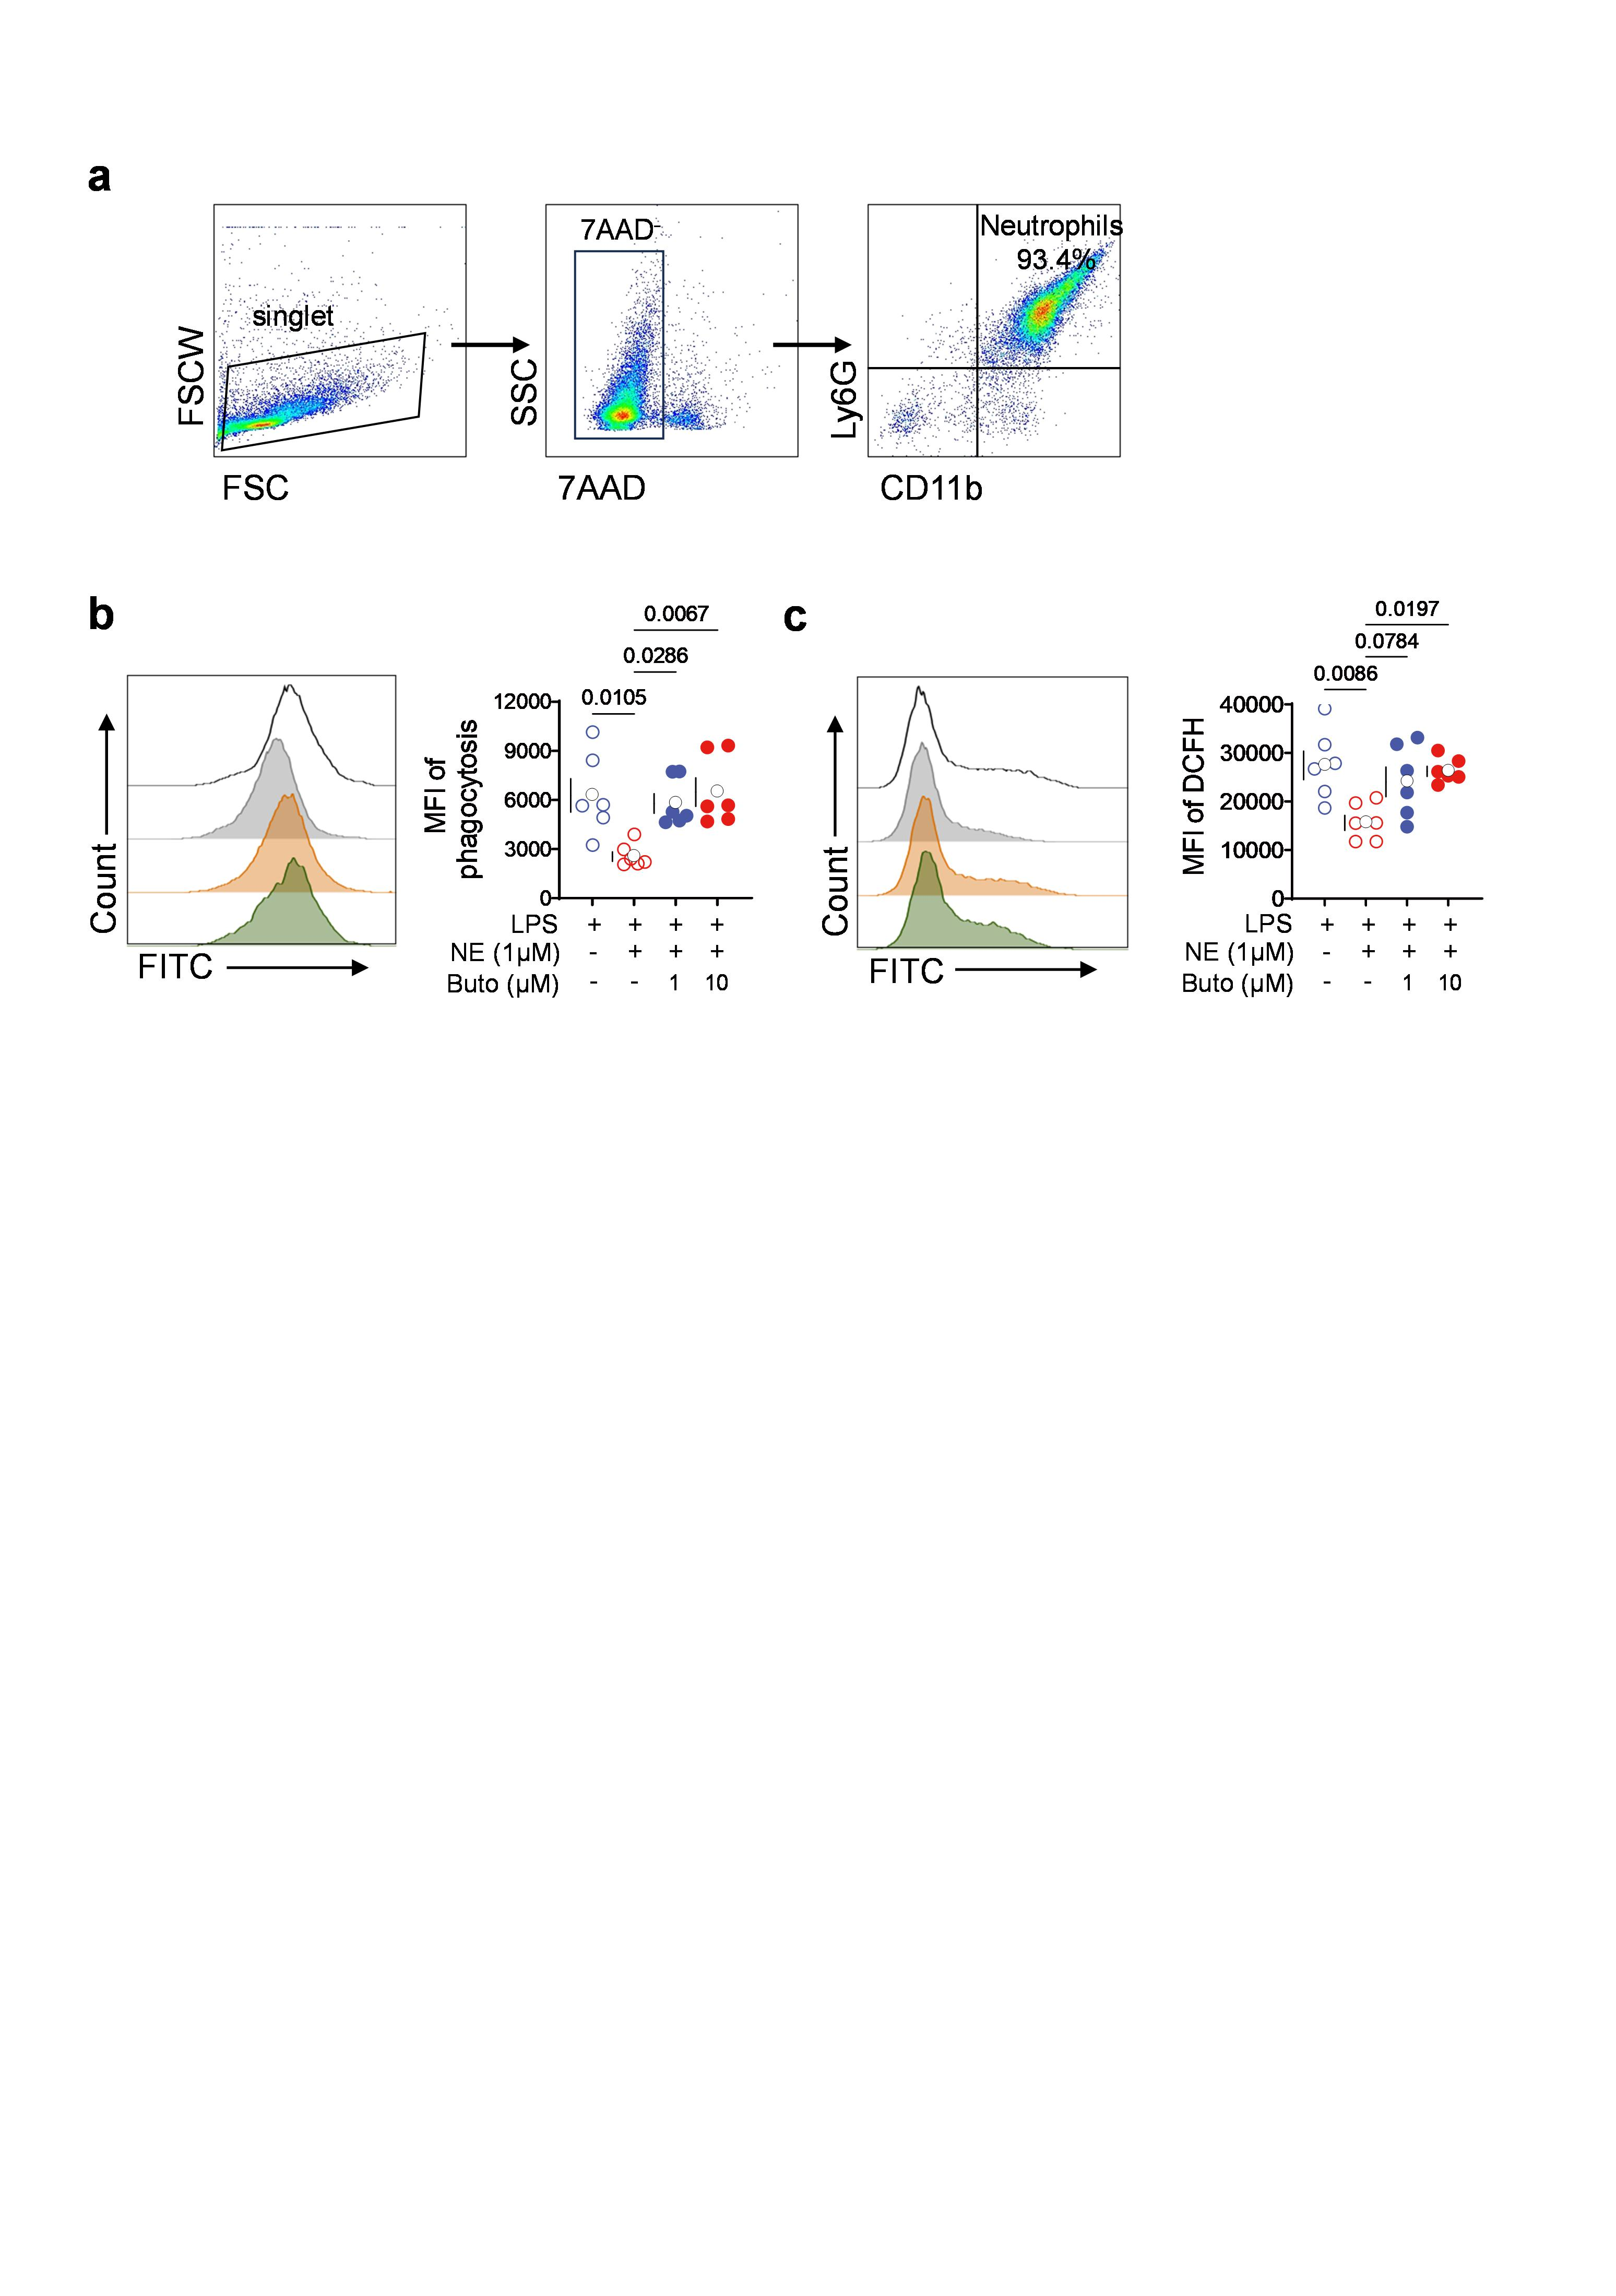 a
7AAD-
Neutrophils
93.4%
singlet
FSCW
SSC
Ly6G
FSC
7AAD
CD11b
b
0.0067
0.0286
0.0105
MFI of
phagocytosis
12000
9000
6000
3000
0
Count
FITC
LPS + + + +
NE (1µM) - + + +
Buto (µM) - - 1 10
c
0.0197
0.0784
0.0086
MFI of DCFH
40000
30000
20000
10000
0
Count
FITC
LPS + + + +
NE (1µM) - + + +
Buto (µM) - - 1 10